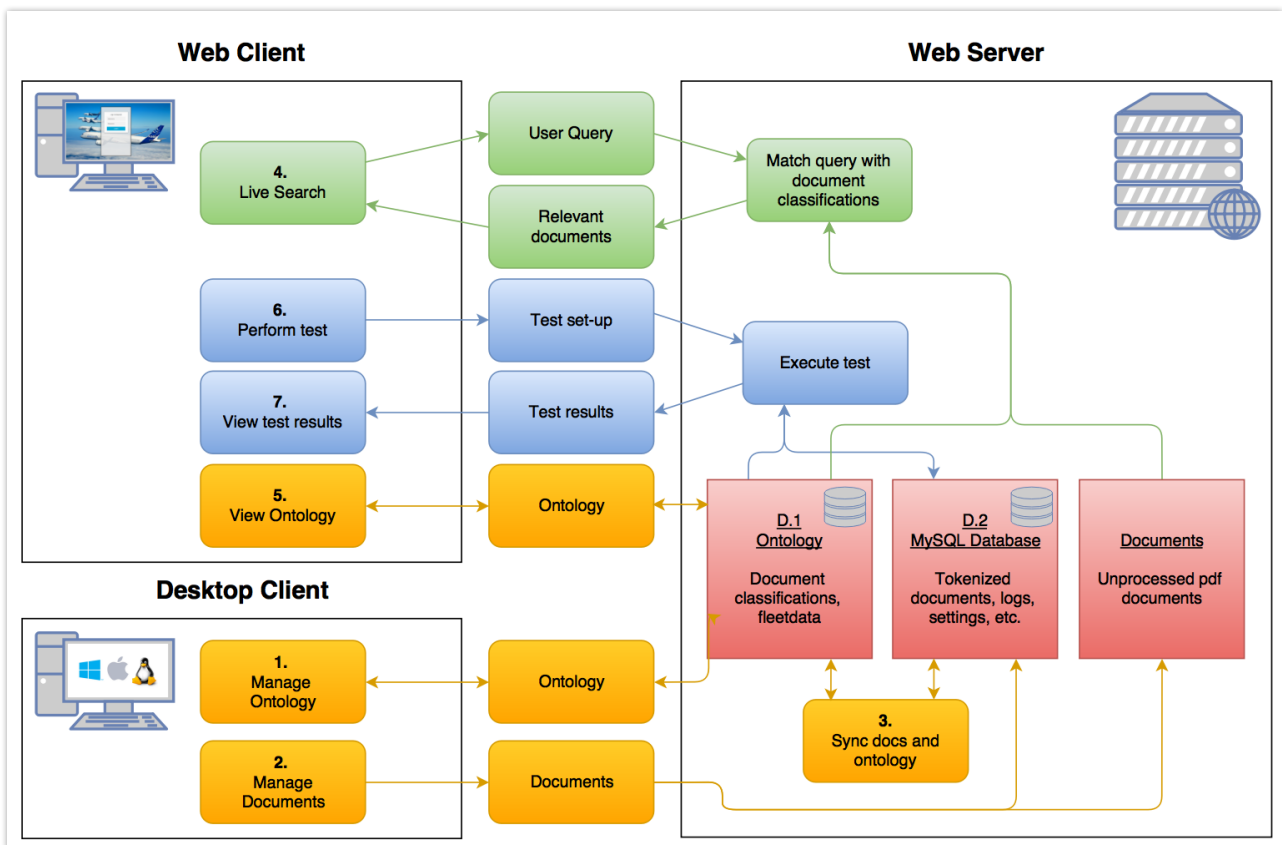 Web Client
Web Server
4.
Live Search
User Query
Relevant
documents
Match query with
document
classifications
6.
Perform test
Test set-up
Execute test
7.
View test results
Test results
5.
View Ontology
Ontology
D.1
Ontology
Document
classifications,
fleetdata
D.2
MySQL Database
Tokenized
documents, logs,
settings, etc.
Documents
Unprocessed pdf
documents
Desktop Client
1.
Manage
Ontology
Ontology
2.
Manage
Documents
Documents
3.
Sync docs and
ontology